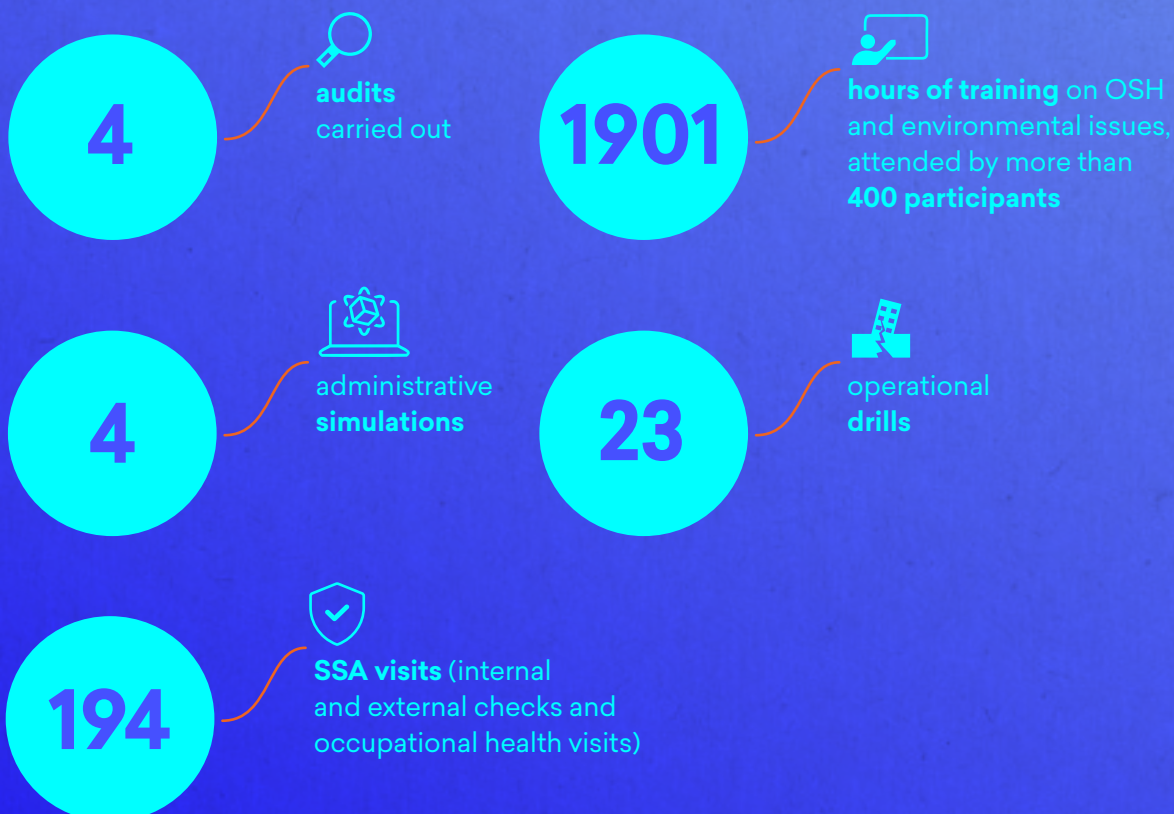 4
audits
carried out
1901
hours of training on OSH
and environmental issues,
attended by more than
400 participants
4
administrative
simulations
23
operational
drills
194
SSA visits (internal
and external checks and
occupational health visits)